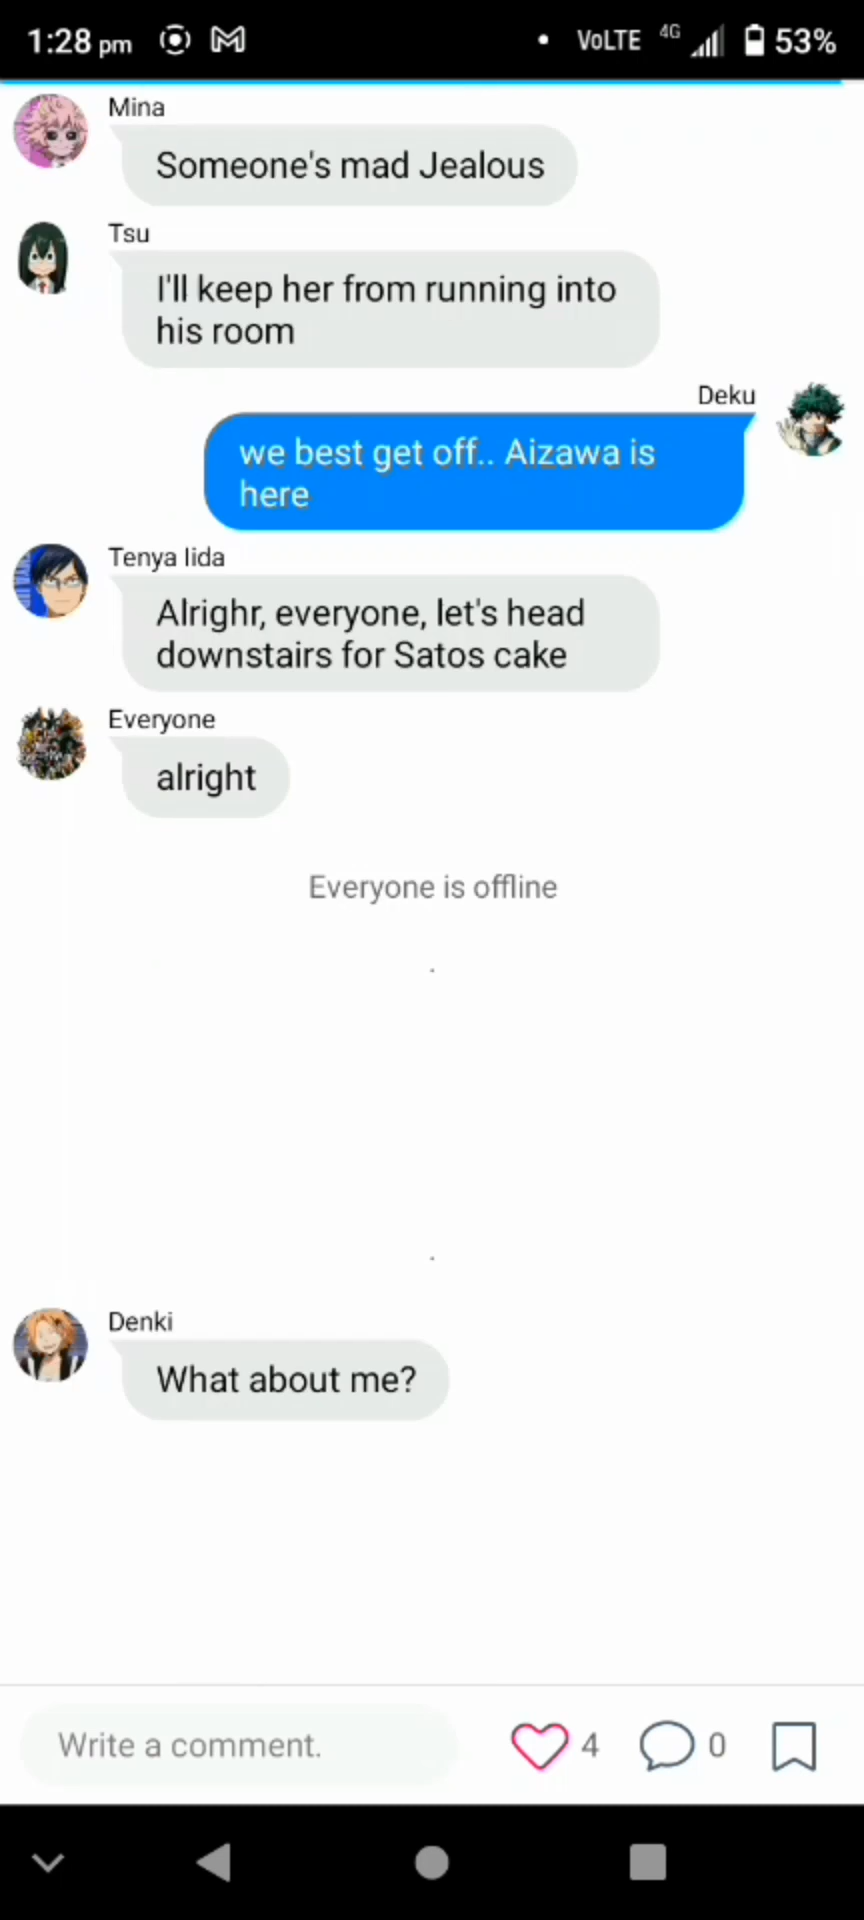 1:28 pm
VoLTE 4G 53%
Mina
Someone's mad Jealous
Tsu
I'll keep her from running into
his room
Deku
we best get off.. Aizawa is
here
Tenya Iida
Alrighr, everyone, let's head
downstairs for Satos cake
Everyone
alright
Everyone is offline
.
.
Denki
What about me?
Write a comment.
4
0